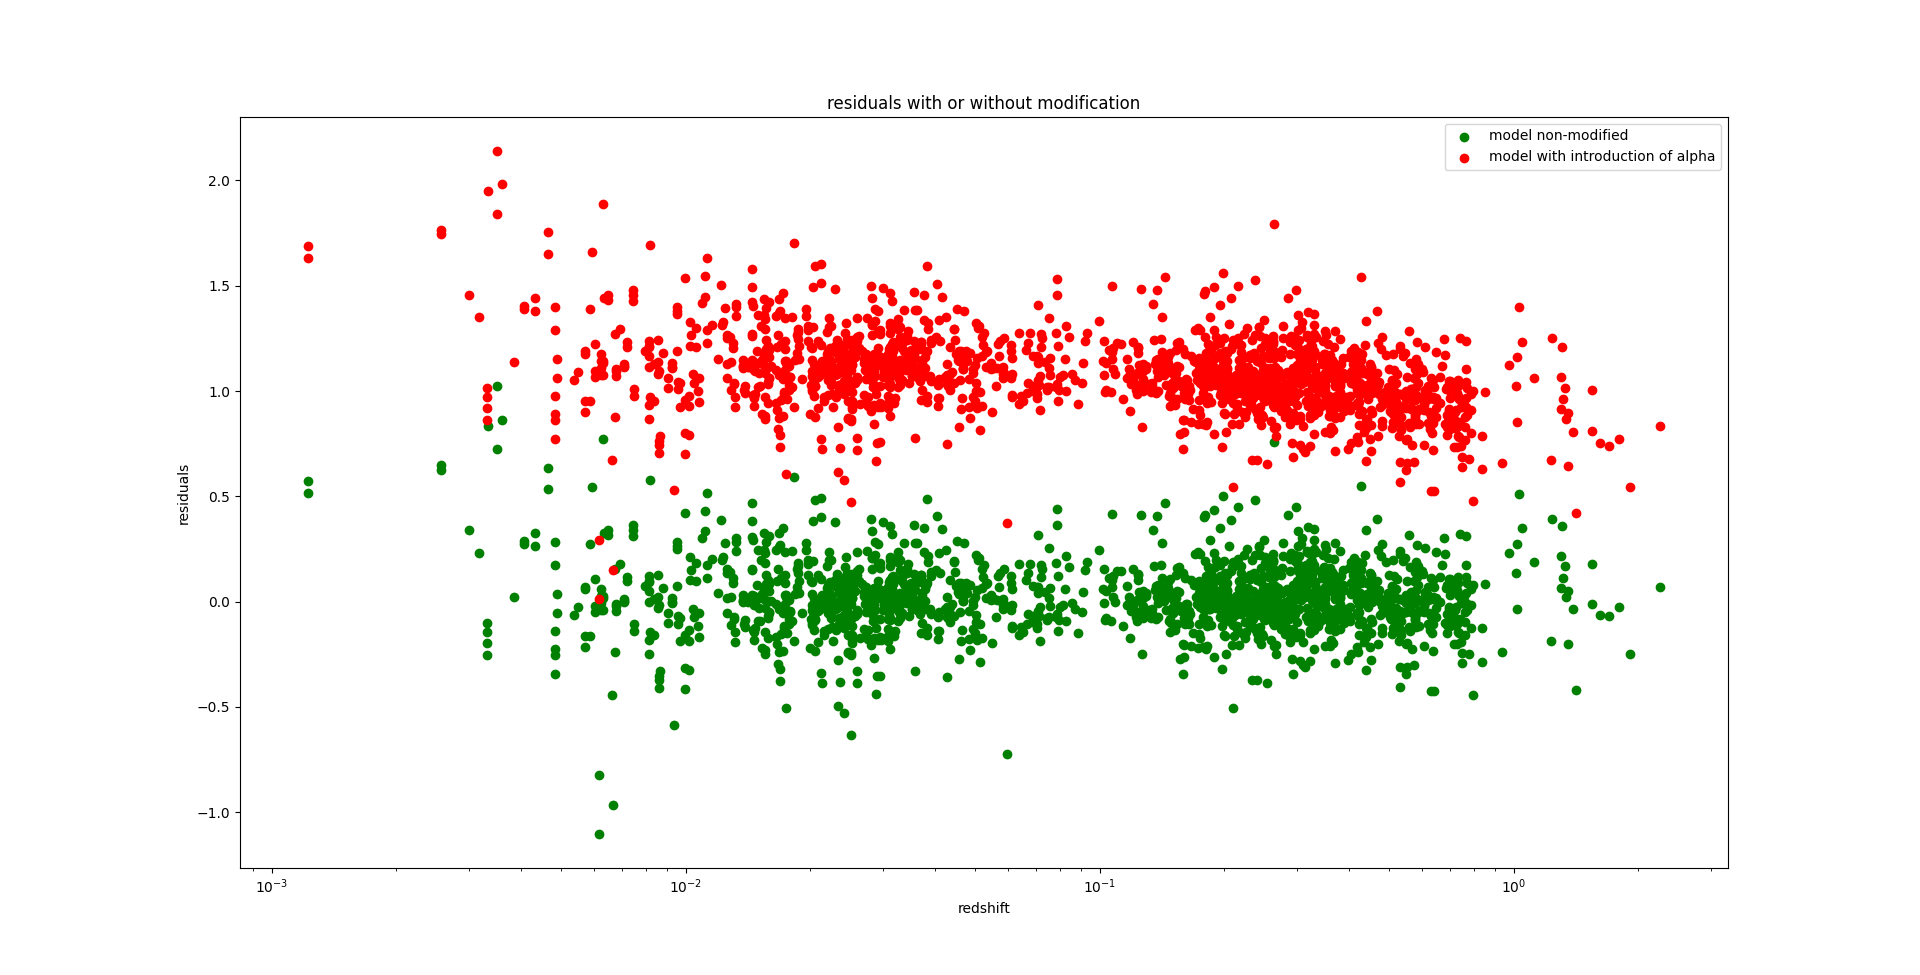 residuals with or without modification
model non-modified
model with introduction of alpha
2.0
1.5
1.0
0.5
0.0
−0.5
−1.0
residuals
10⁻³
10⁻²
10⁻¹
10⁰
redshift